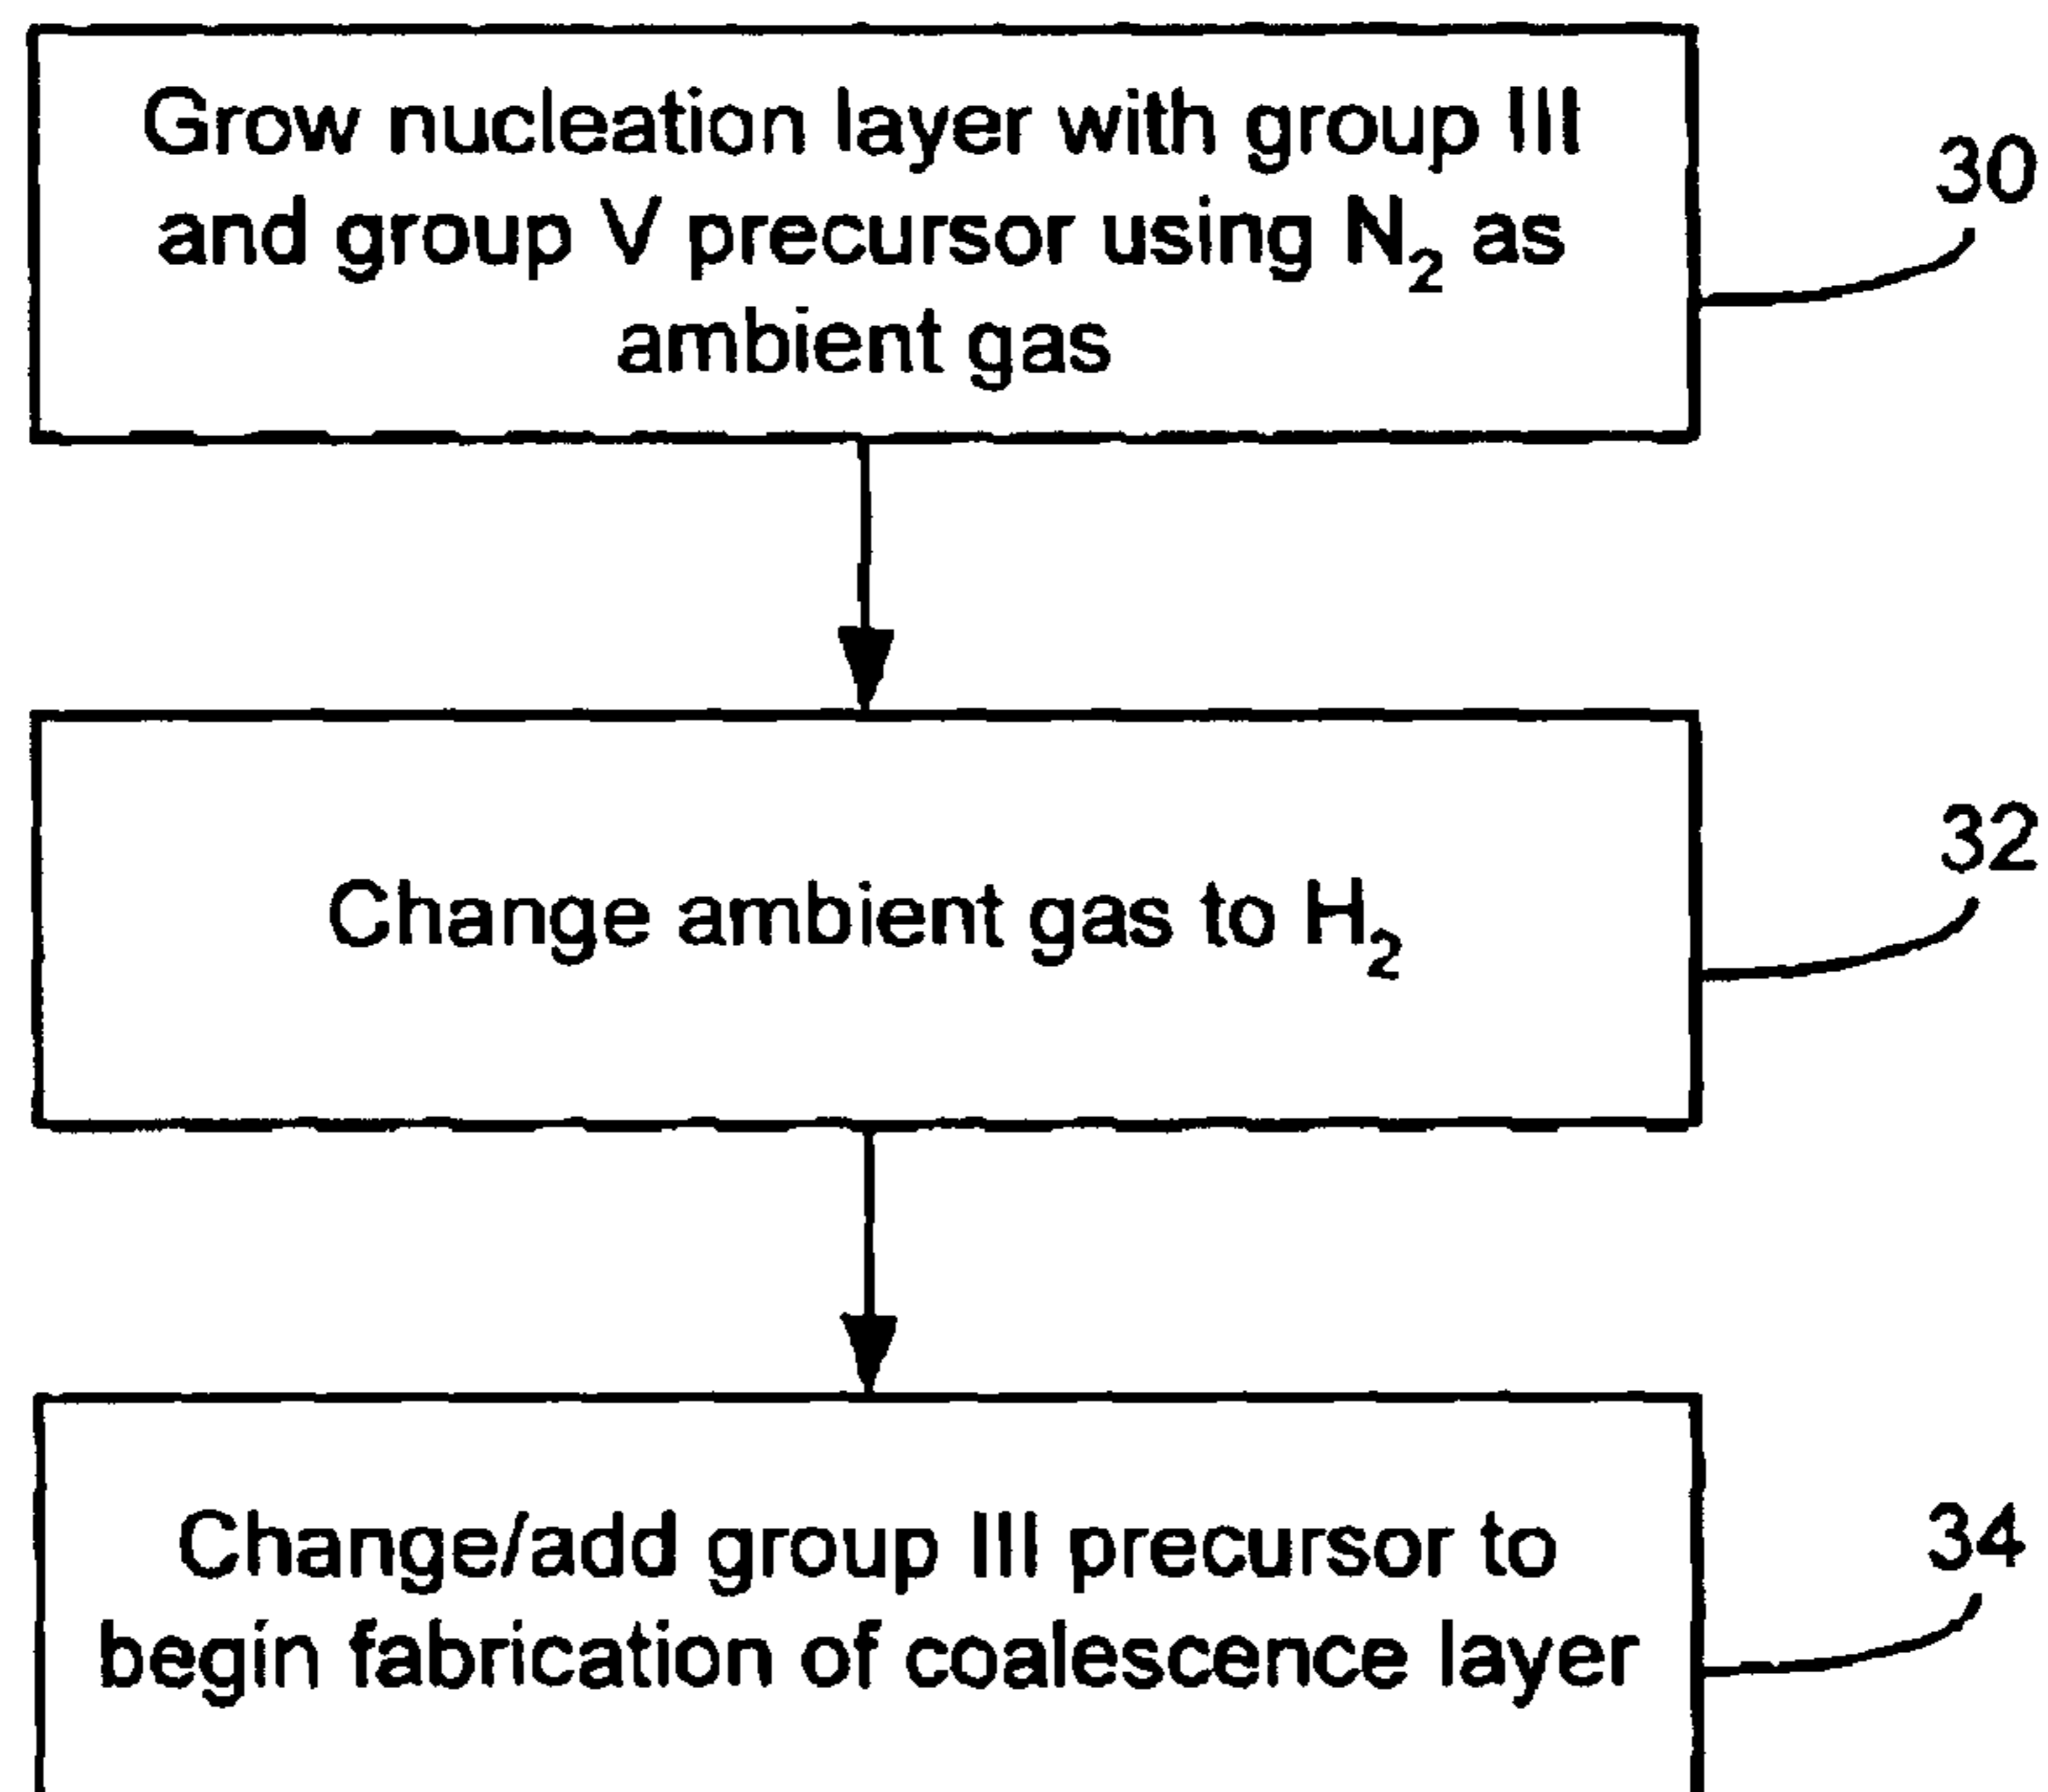 Grow nucleation layer with group III
and group V precursor using N₂ as
ambient gas
30
Change ambient gas to H₂
32
Change/add group III precursor to
begin fabrication of coalescence layer
34